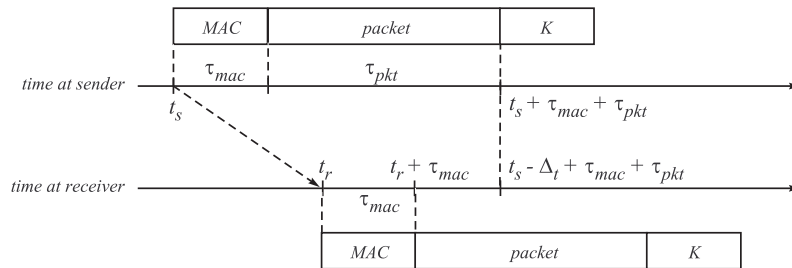 MAC packet K
time at sender τmac τpkt
ts ts + τmac + τpkt
tr tr + τmac ts - Δt + τmac + τpkt
time at receiver τmac
MAC packet K